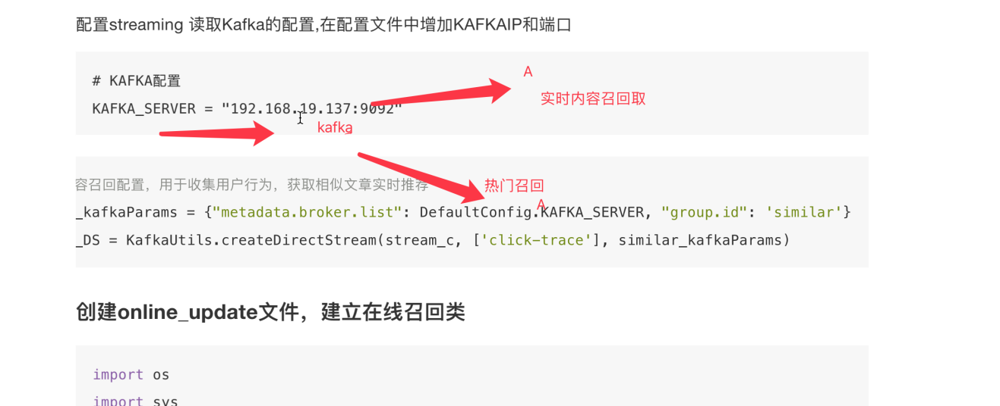 配置streaming 读取Kafka的配置,在配置文件中增加KAFKAIP和端口
# KAFKA配置
A
实时内容召回取
KAFKA_SERVER = "192.168.19.137:9092"
kafka
容召回配置，用于收集用户行为，获取相似文章实时推荐
热门召回
A
_kafkaParams = {"metadata.broker.list": DefaultConfig.KAFKA_SERVER, "group.id": 'similar'}
_DS = KafkaUtils.createDirectStream(stream_c, ['click-trace'], similar_kafkaParams)
创建online_update文件，建立在线召回类
import os
import sys